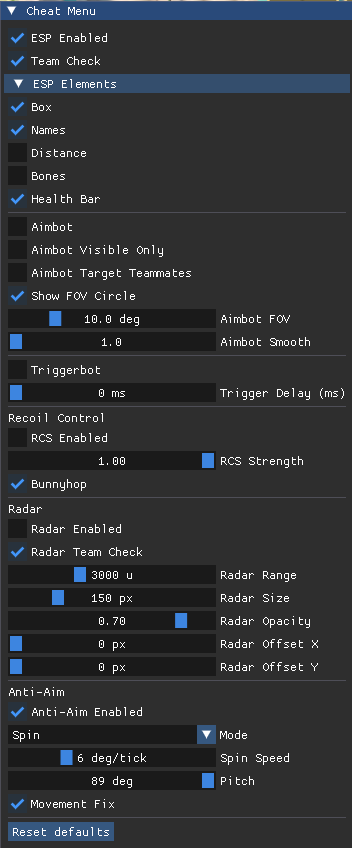 Cheat Menu
ESP Enabled
Team Check
ESP Elements
Box
Names
Distance
Bones
Health Bar
Aimbot
Aimbot Visible Only
Aimbot Target Teammates
Show FOV Circle
10.0 deg Aimbot FOV
1.0 Aimbot Smooth
Triggerbot
0 ms Trigger Delay (ms)
Recoil Control
RCS Enabled
1.00 RCS Strength
Bunnyhop
Radar
Radar Enabled
Radar Team Check
3000 u Radar Range
150 px Radar Size
0.70 Radar Opacity
0 px Radar Offset X
0 px Radar Offset Y
Anti-Aim
Anti-Aim Enabled
Spin Mode
6 deg/tick Spin Speed
89 deg Pitch
Movement Fix
Reset defaults